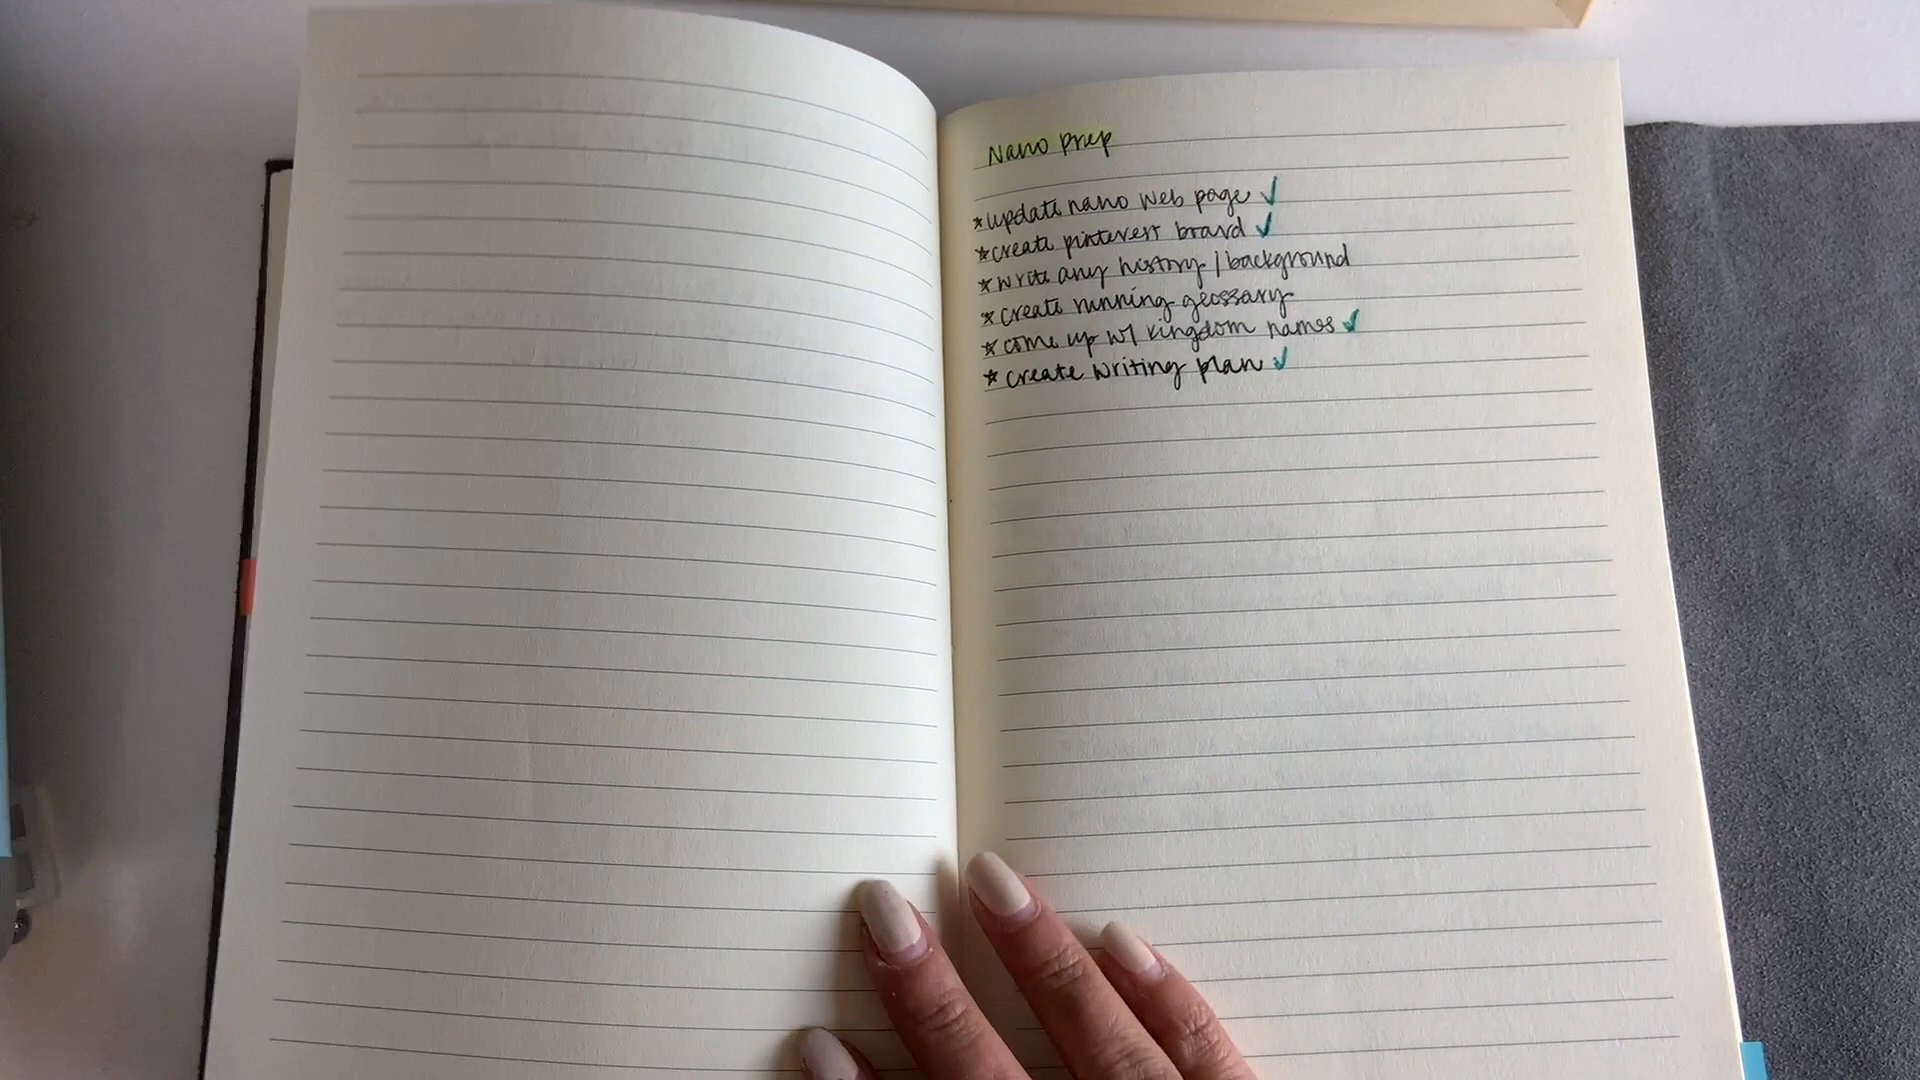 Nano Prep
*update nano web page ✓
*create pinterest board ✓
*write any history / background
*create running glossary
*come up w/ kingdom names ✓
*create writing plan ✓